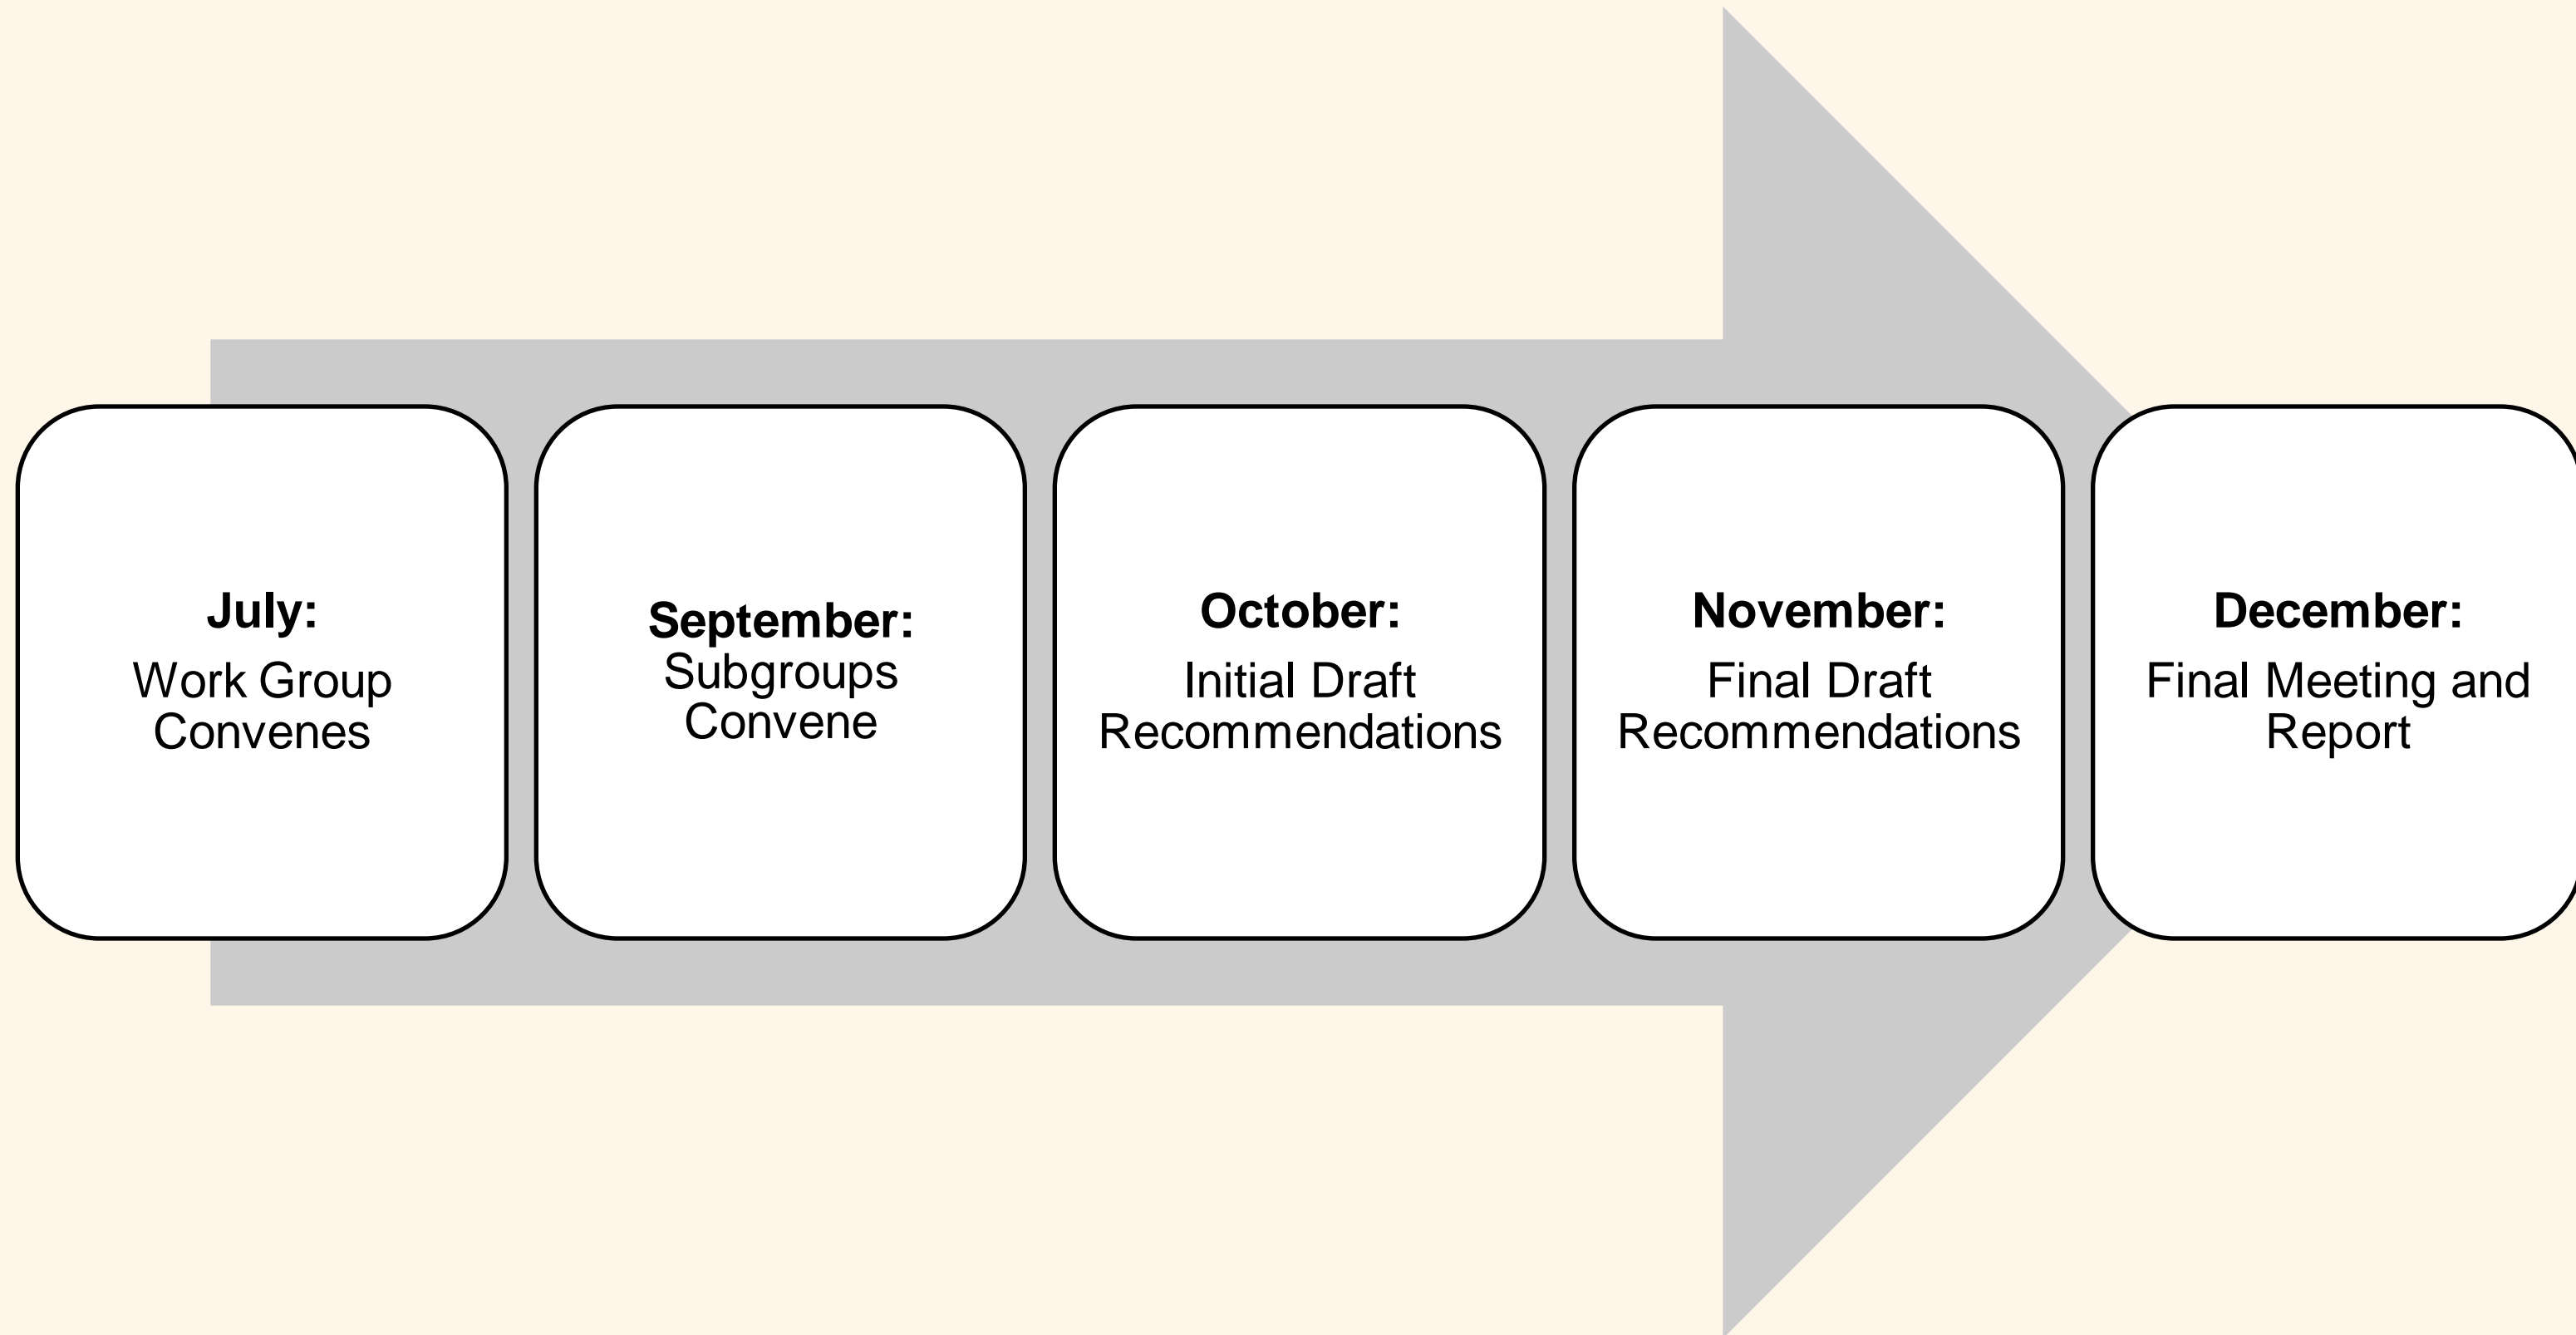 July:
Work Group
Convenes
September:
Subgroups
Convene
October:
Initial Draft
Recommendations
November:
Final Draft
Recommendations
December:
Final Meeting and
Report